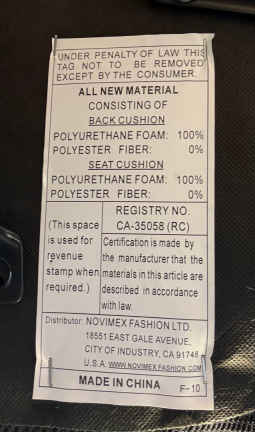 UNDER PENALTY OF LAW THIS
TAG NOT TO BE REMOVED
EXCEPT BY THE CONSUMER.
ALL NEW MATERIAL
CONSISTING OF
BACK CUSHION
POLYURETHANE FOAM: 100%
POLYESTER FIBER: 0%
SEAT CUSHION
POLYURETHANE FOAM: 100%
POLYESTER FIBER: 0%
(This space
is used for
revenue
stamp when
required.)
REGISTRY NO.
CA-35058 (RC)
Certification is made by
the manufacturer that the
materials in this article are
described in accordance
with law.
Distributor: NOVIMEX FASHION LTD.
18551 EAST GALE AVENUE,
CITY OF INDUSTRY, CA 91748
U.S.A. WWW.NOVIMEXFASHION.COM
MADE IN CHINA F-10